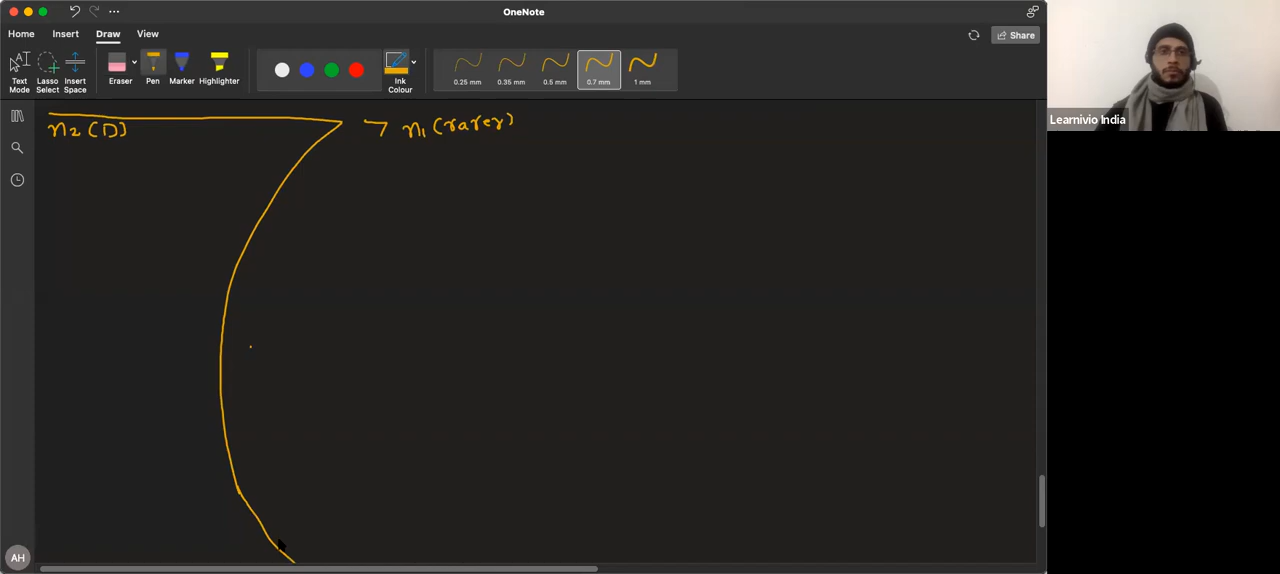 OneNote
Home Insert Draw View
Share
Text Mode
Lasso Select
Insert Space
Eraser
Pen
Marker
Highlighter
Ink Colour
0.25 mm
0.35 mm
0.5 mm
0.7 mm
1 mm
Learnivio India
n₂ (D)
n₁ (rarer)
AH